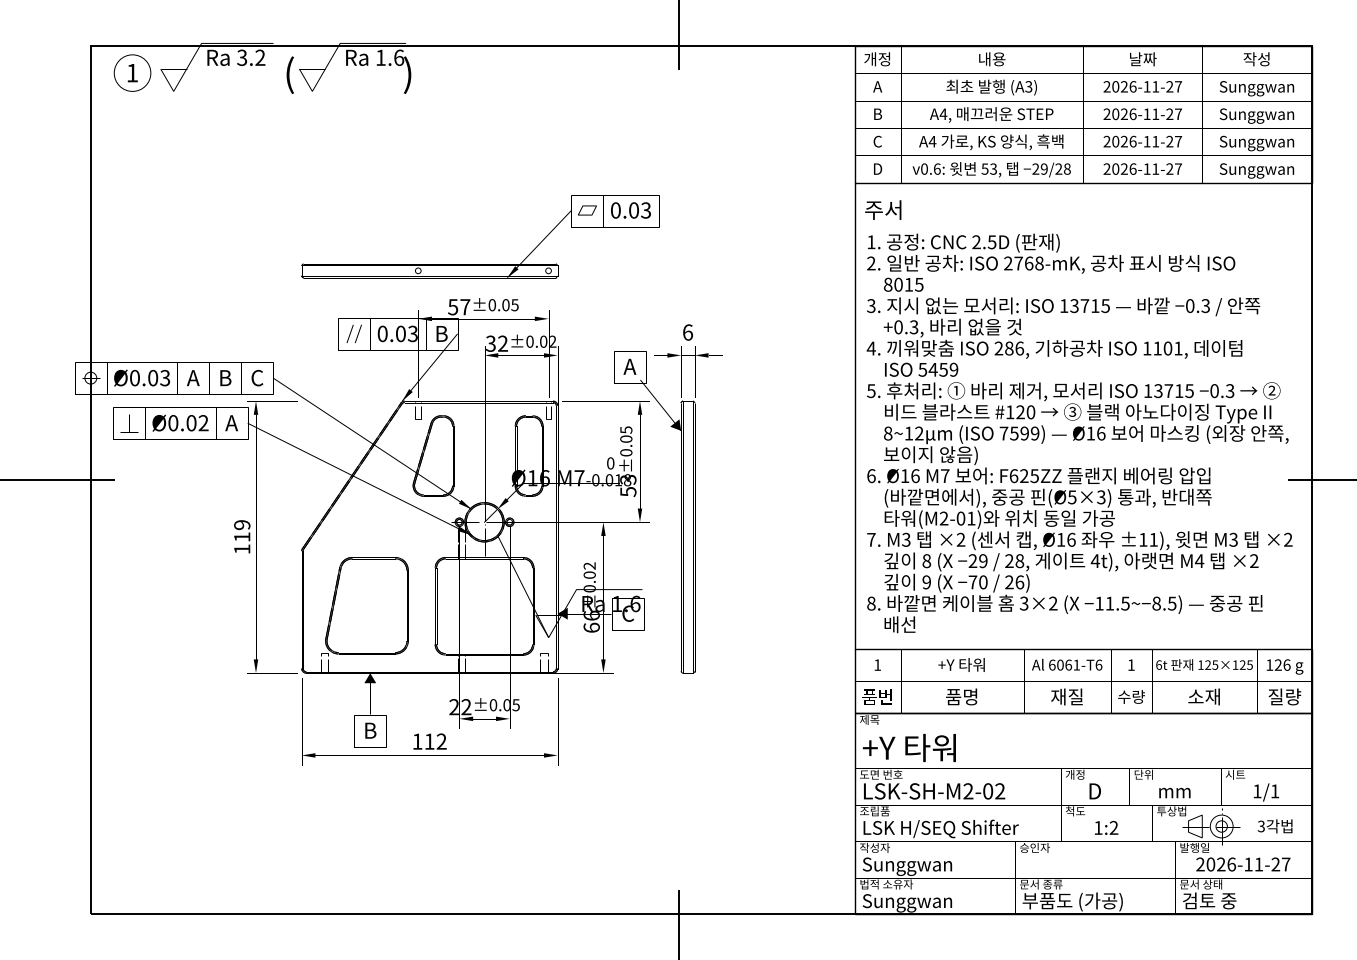 1 Ra 3.2 ( Ra 1.6 )
0.03
57±0.05
// 0.03 B
32±0.02
6
A
⌖ Ø0.03 A B C
⊥ Ø0.02 A
Ø16 M7 0 -0.018
53±0.05
119
66±0.02
Ra 1.6
C
22±0.05
B
112
개정 내용 날짜 작성
A 최초 발행 (A3) 2026-11-27 Sunggwan
B A4, 매끄러운 STEP 2026-11-27 Sunggwan
C A4 가로, KS 양식, 흑백 2026-11-27 Sunggwan
D v0.6: 윗변 53, 탭 −29/28 2026-11-27 Sunggwan
주서
1. 공정: CNC 2.5D (판재)
2. 일반 공차: ISO 2768-mK, 공차 표시 방식 ISO
8015
3. 지시 없는 모서리: ISO 13715 — 바깥 −0.3 / 안쪽
+0.3, 바리 없을 것
4. 끼워맞춤 ISO 286, 기하공차 ISO 1101, 데이텀
ISO 5459
5. 후처리: ① 바리 제거, 모서리 ISO 13715 −0.3 → ②
비드 블라스트 #120 → ③ 블랙 아노다이징 Type II
8~12μm (ISO 7599) — Ø16 보어 마스킹 (외장 안쪽,
보이지 않음)
6. Ø16 M7 보어: F625ZZ 플랜지 베어링 압입
(바깥면에서), 중공 핀(Ø5×3) 통과, 반대쪽
타워(M2-01)와 위치 동일 가공
7. M3 탭 ×2 (센서 캡, Ø16 좌우 ±11), 윗면 M3 탭 ×2
깊이 8 (X −29 / 28, 게이트 4t), 아랫면 M4 탭 ×2
깊이 9 (X −70 / 26)
8. 바깥면 케이블 홈 3×2 (X −11.5~−8.5) — 중공 핀
배선
1 +Y 타워 Al 6061-T6 1 6t 판재 125×125 126 g
품번 품명 재질 수량 소재 질량
제목
+Y 타워
도면 번호 개정 단위 시트
LSK-SH-M2-02 D mm 1/1
조립품 척도 투상법
LSK H/SEQ Shifter 1:2 3각법
작성자 승인자 발행일
Sunggwan 2026-11-27
법적 소유자 문서 종류 문서 상태
Sunggwan 부품도 (가공) 검토 중